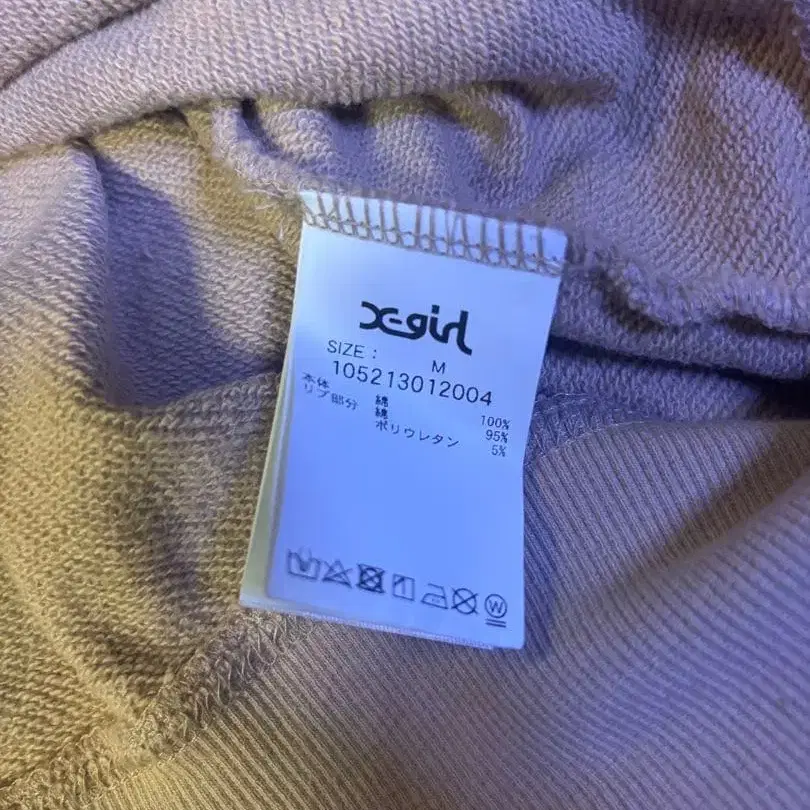 X-girl
SIZE : M
105213012004
本体 綿 100%
リブ部分 綿 95%
ポリウレタン 5%
W